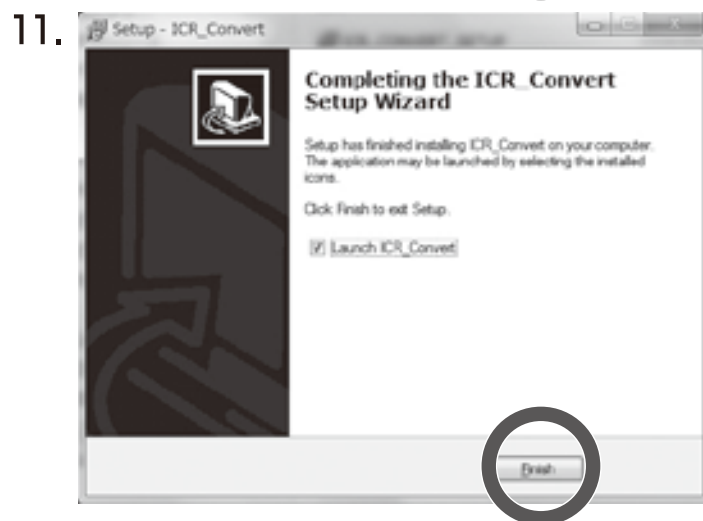 11.
Setup - ICR_Convert
Completing the ICR_Convert
Setup Wizard
Setup has finished installing ICR_Convert on your computer.
The application may be launched by selecting the installed
icons.
Click Finish to exit Setup.
Launch ICR_Convert
Finish